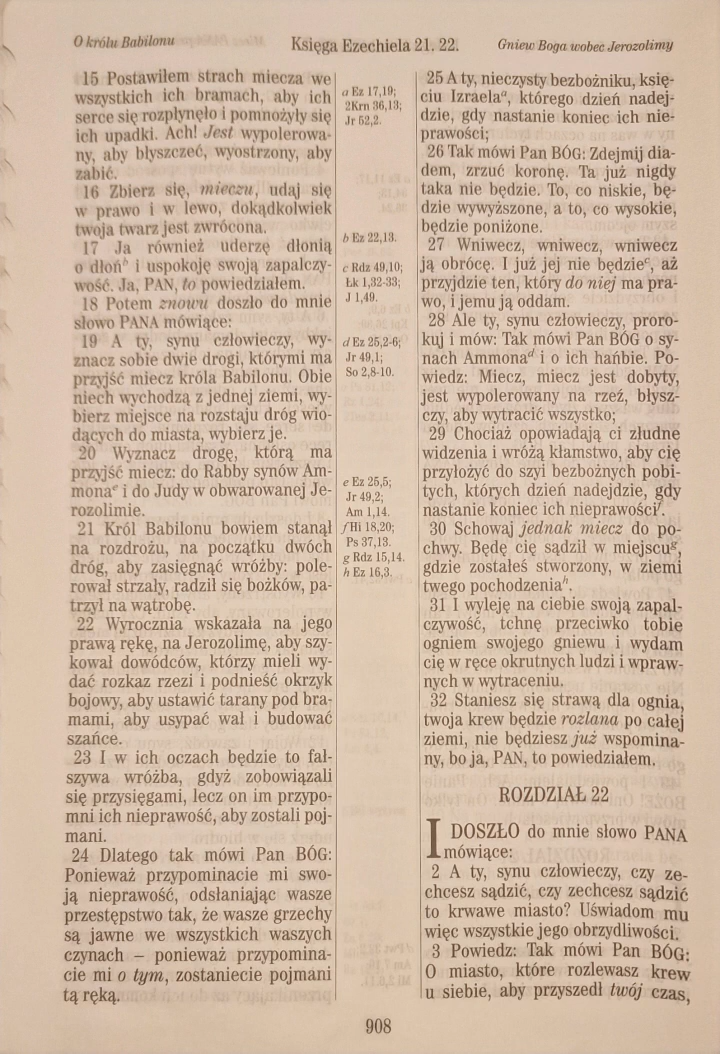 O królu Babilonu
Księga Ezechiela 21. 22.
Gniew Boga wobec Jerozolimy
15 Postawiłem strach miecza we
wszystkich ich bramach, aby ich
serce się rozpłynęło i pomnożyły się
ich upadki. Ach! Jest wypolerowa-
ny, aby błyszczeć, wyostrzony, aby
zabić.
16 Zbierz się, mieczu, udaj się
w prawo i w lewo, dokądkolwiek
twoja twarz jest zwrócona.
17 Ja również uderzę dłonią
o dłońᵇ i uspokoję swoją zapalczy-
wość. Ja, PAN, to powiedziałem.
18 Potem znowu doszło do mnie
słowo PANA mówiące:
19 A ty, synu człowieczy, wy-
znacz sobie dwie drogi, którymi ma
przyjść miecz króla Babilonu. Obie
niech wychodzą z jednej ziemi, wy-
bierz miejsce na rozstaju dróg wio-
dących do miasta, wybierz je.
20 Wyznacz drogę, którą ma
przyjść miecz: do Rabby synów Am-
monaᵉ i do Judy w obwarowanej Je-
rozolimie.
21 Król Babilonu bowiem stanął
na rozdrożu, na początku dwóch
dróg, aby zasięgnąć wróżby: pole-
rował strzały, radził się bożków, pa-
trzył na wątrobę.
22 Wyrocznia wskazała na jego
prawą rękę, na Jerozolimę, aby szy-
kował dowódców, którzy mieli wy-
dać rozkaz rzezi i podnieść okrzyk
bojowy, aby ustawić tarany pod bra-
mami, aby usypać wał i budować
szańce.
23 I w ich oczach będzie to fał-
szywa wróżba, gdyż zobowiązali
się przysięgami, lecz on im przypo-
mni ich nieprawość, aby zostali poj-
mani.
24 Dlatego tak mówi Pan BÓG:
Ponieważ przypominacie mi swo-
ją nieprawość, odsłaniając wasze
przestępstwo tak, że wasze grzechy
są jawne we wszystkich waszych
czynach – ponieważ przypomina-
cie mi o tym, zostaniecie pojmani
tą ręką.
a Ez 17,19;
2Krn 36,13;
Jr 52,2.
b Ez 22,13.
c Rdz 49,10;
Łk 1,32-33;
J 1,49.
d Ez 25,2-6;
Jr 49,1;
So 2,8-10.
e Ez 25,5;
Jr 49,2;
Am 1,14.
f Hi 18,20;
Ps 37,13.
g Rdz 15,14.
h Ez 16,3.
25 A ty, nieczysty bezbożniku, księ-
ciu Izraelaᵃ, którego dzień nadej-
dzie, gdy nastanie koniec ich nie-
prawości;
26 Tak mówi Pan BÓG: Zdejmij dia-
dem, zrzuć koronę. Ta już nigdy
taka nie będzie. To, co niskie, bę-
dzie wywyższone, a to, co wysokie,
będzie poniżone.
27 Wniwecz, wniwecz, wniwecz
ją obrócę. I już jej nie będzieᶜ, aż
przyjdzie ten, który do niej ma pra-
wo, i jemu ją oddam.
28 Ale ty, synu człowieczy, proro-
kuj i mów: Tak mówi Pan BÓG o sy-
nach Ammonaᵈ i o ich hańbie. Po-
wiedz: Miecz, miecz jest dobyty,
jest wypolerowany na rzeź, błysz-
czy, aby wytracić wszystko;
29 Chociaż opowiadają ci złudne
widzenia i wróżą kłamstwo, aby cię
przyłożyć do szyi bezbożnych pobi-
tych, których dzień nadejdzie, gdy
nastanie koniec ich nieprawościᶠ.
30 Schowaj jednak miecz do po-
chwy. Będę cię sądził w miejscuᵍ,
gdzie zostałeś stworzony, w ziemi
twego pochodzeniaʰ.
31 I wyleję na ciebie swoją zapal-
czywość, tchnę przeciwko tobie
ogniem swojego gniewu i wydam
cię w ręce okrutnych ludzi i wpraw-
nych w wytraceniu.
32 Staniesz się strawą dla ognia,
twoja krew będzie rozlana po całej
ziemi, nie będziesz już wspomina-
ny, bo ja, PAN, to powiedziałem.
ROZDZIAŁ 22
I DOSZŁO do mnie słowo PANA
mówiące:
2 A ty, synu człowieczy, czy ze-
chcesz sądzić, czy zechcesz sądzić
to krwawe miasto? Uświadom mu
więc wszystkie jego obrzydliwości.
3 Powiedz: Tak mówi Pan BÓG:
O miasto, które rozlewasz krew
u siebie, aby przyszedł twój czas,
908